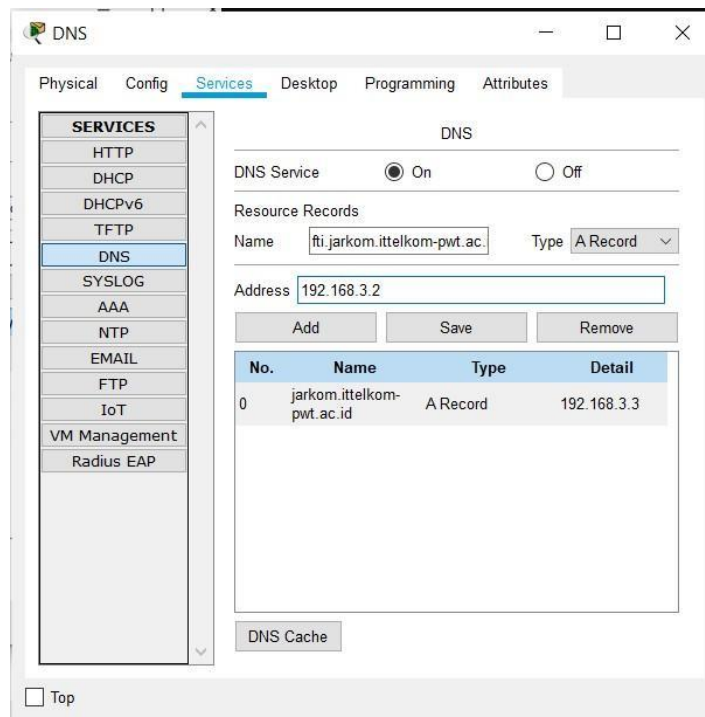 DNS
Physical Config Services Desktop Programming Attributes
SERVICES
HTTP
DHCP
DHCPv6
TFTP
DNS
SYSLOG
AAA
NTP
EMAIL
FTP
IoT
VM Management
Radius EAP
DNS
DNS Service On Off
Resource Records
Name fti.jarkom.ittelkom-pwt.ac. Type A Record
Address 192.168.3.2
Add Save Remove
No. Name Type Detail
0 jarkom.ittelkom- A Record 192.168.3.3
pwt.ac.id
DNS Cache
Top